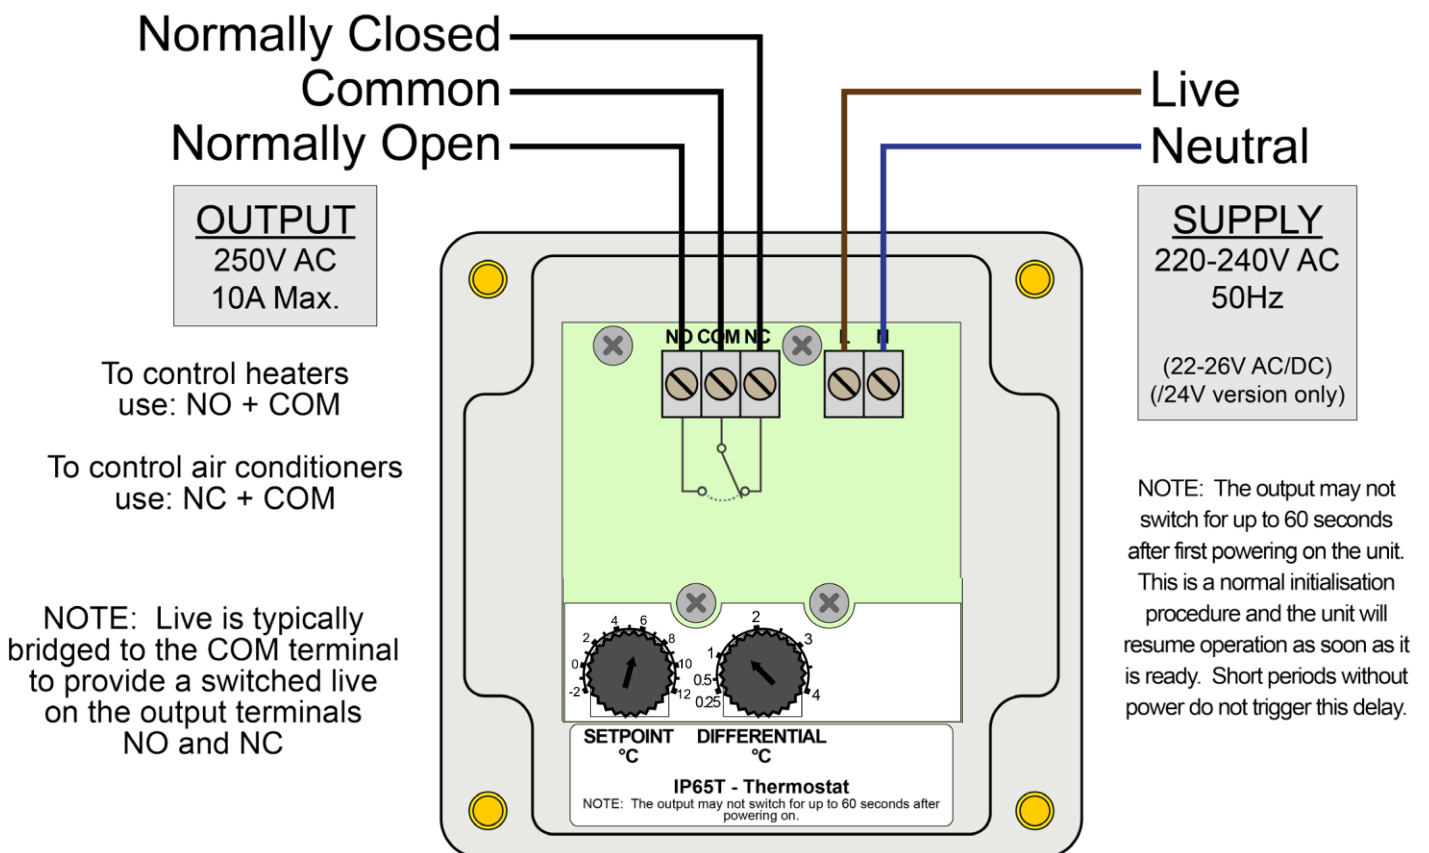 Normally Closed
Common
Normally Open
Live
Neutral
OUTPUT
250V AC
10A Max.
To control heaters
use: NO + COM
To control air conditioners
use: NC + COM
NOTE: Live is typically
bridged to the COM terminal
to provide a switched live
on the output terminals
NO and NC
NO COM NC L N
-2 0 2 4 6 8 10 12
0.25 0.5 1 2 3 4
SETPOINT
°C
DIFFERENTIAL
°C
IP65T - Thermostat
NOTE: The output may not switch for up to 60 seconds after
powering on.
SUPPLY
220-240V AC
50Hz
(22-26V AC/DC)
(/24V version only)
NOTE: The output may not
switch for up to 60 seconds
after first powering on the unit.
This is a normal initialisation
procedure and the unit will
resume operation as soon as it
is ready. Short periods without
power do not trigger this delay.